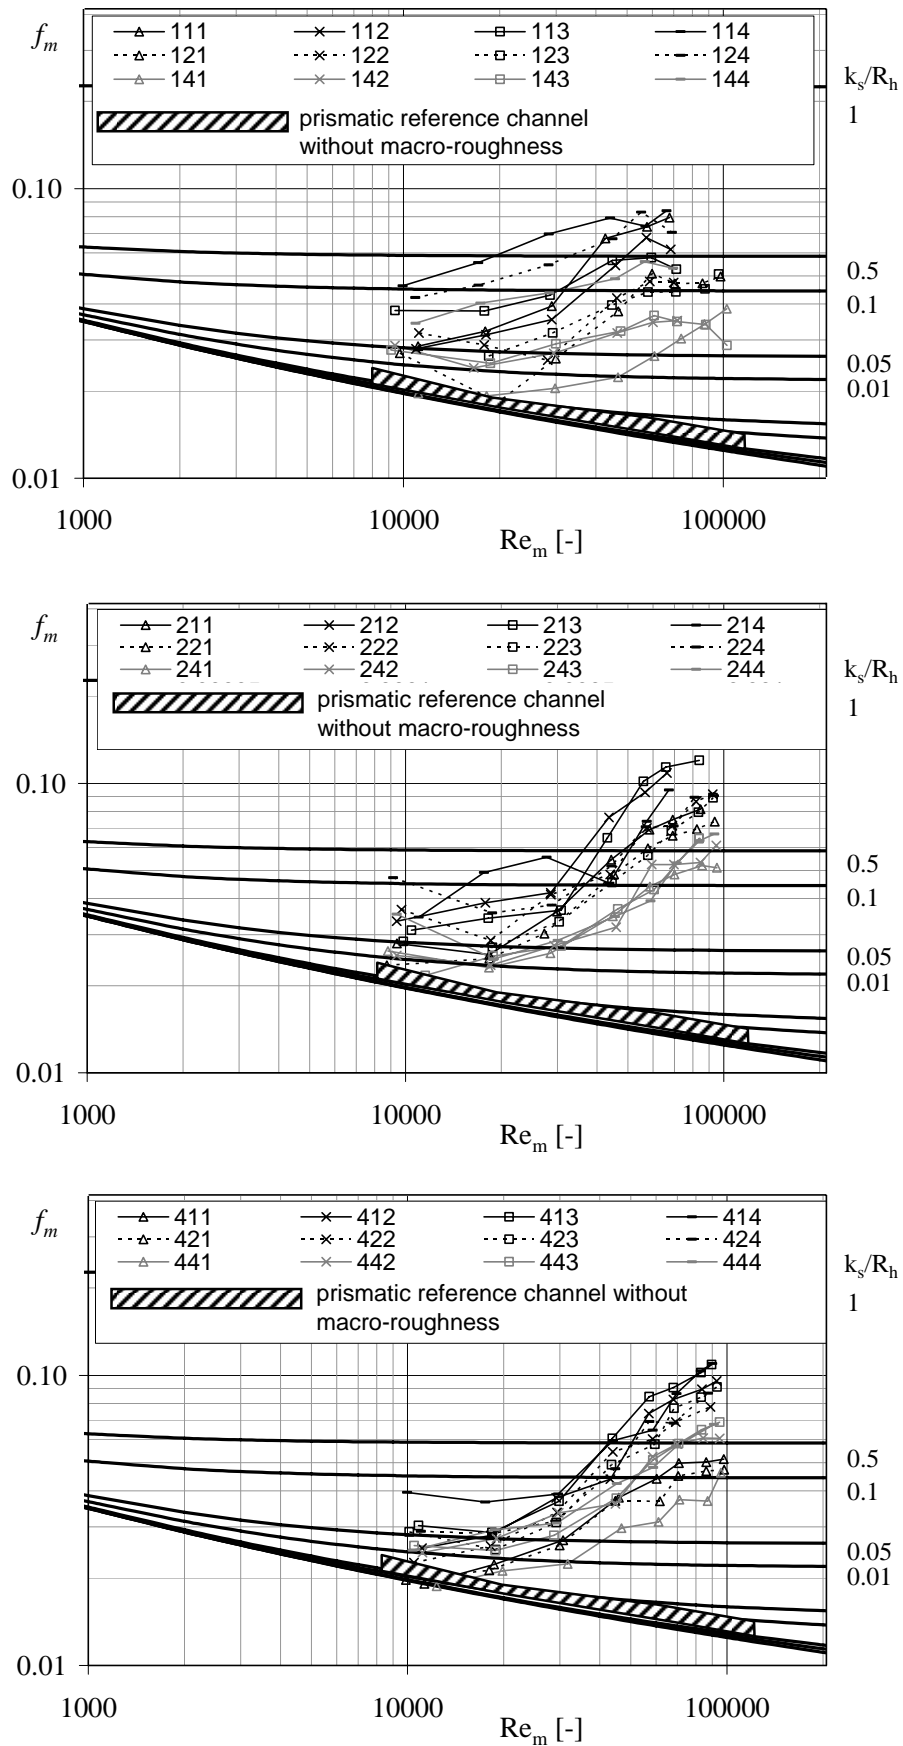 f_m
111 112 113 114
121 122 123 124
141 142 143 144
prismatic reference channel
without macro-roughness
k_s/R_h
1
0.10
0.5
0.1
0.05
0.01
0.01
1000 10000 100000
Re_m [-]
f_m
211 212 213 214
221 222 223 224
241 242 243 244
prismatic reference channel
without macro-roughness
k_s/R_h
1
0.10
0.5
0.1
0.05
0.01
0.01
1000 10000 100000
Re_m [-]
f_m
411 412 413 414
421 422 423 424
441 442 443 444
prismatic reference channel without
macro-roughness
k_s/R_h
1
0.10
0.5
0.1
0.05
0.01
0.01
1000 10000 100000
Re_m [-]